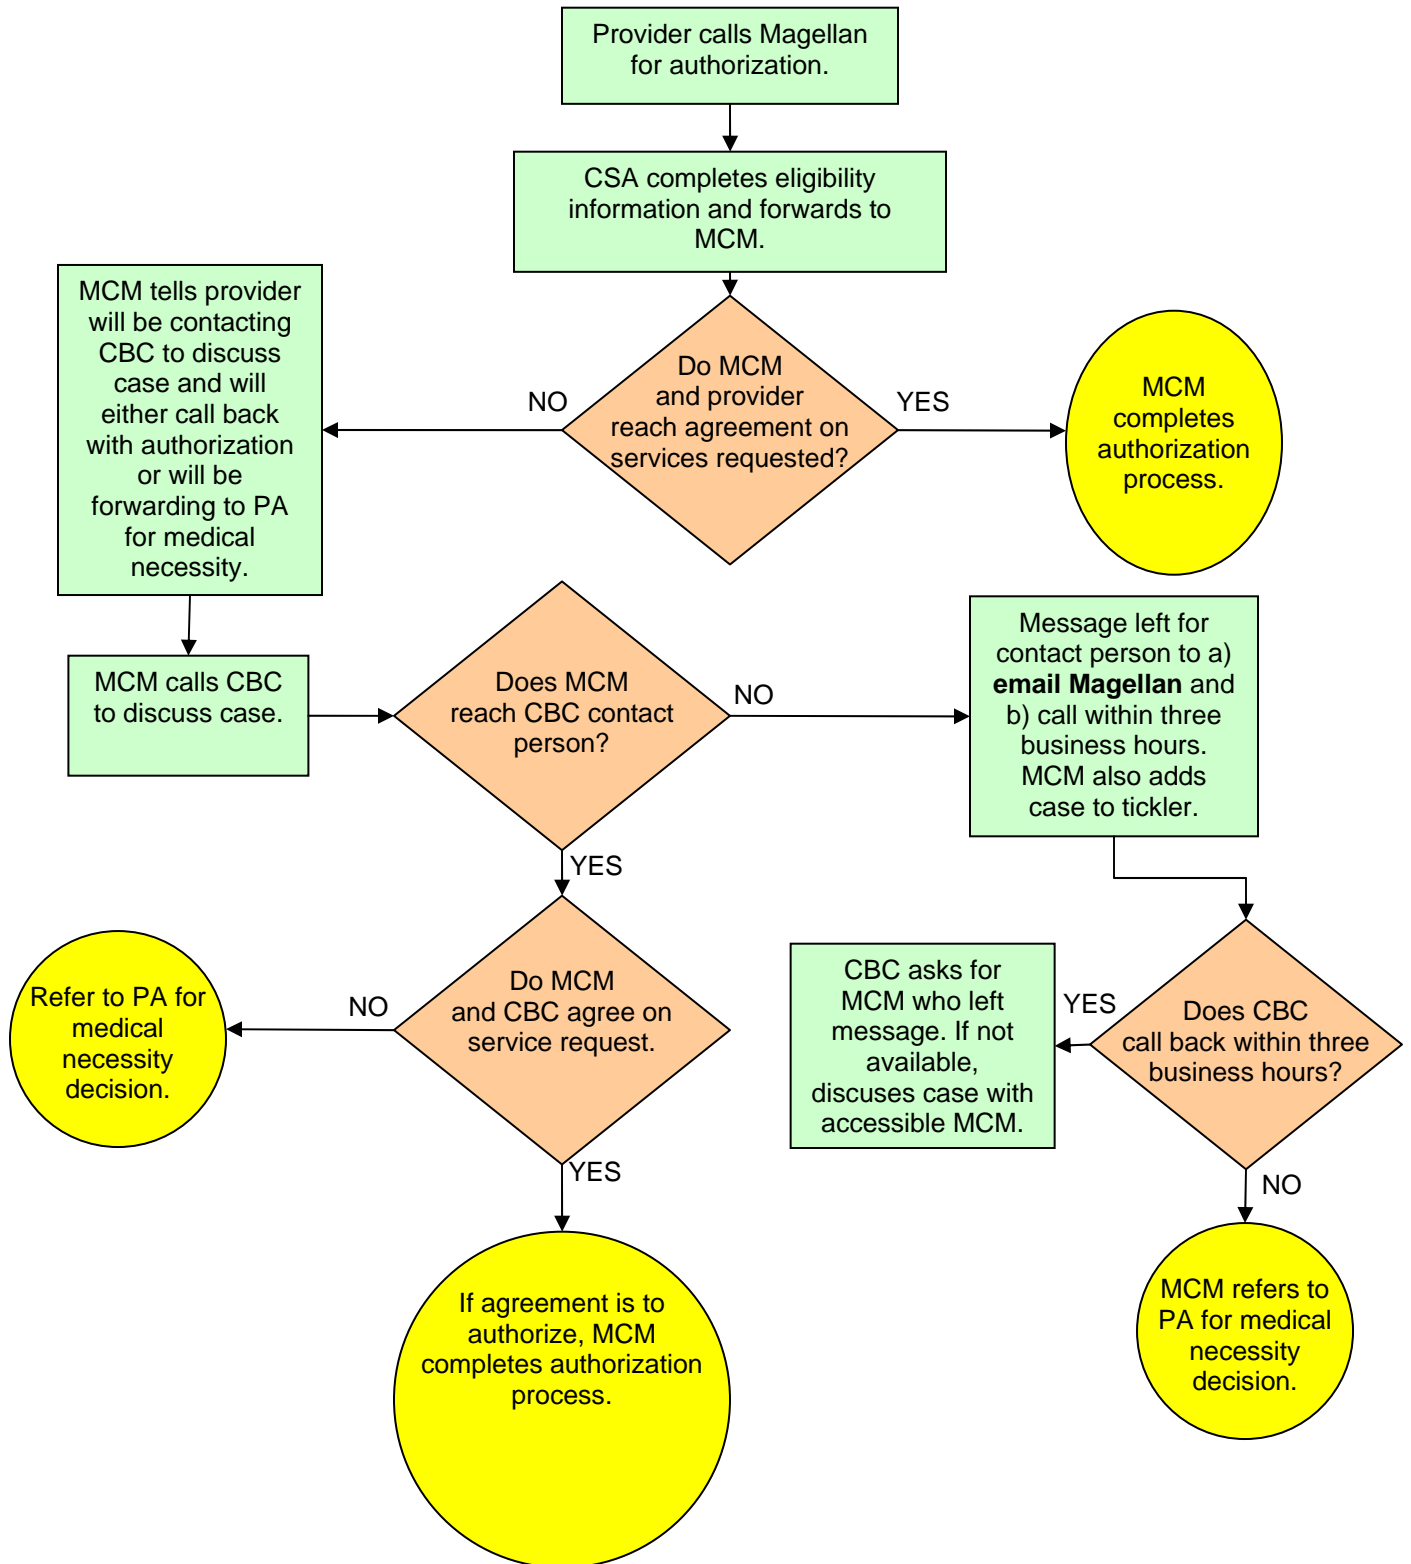 Provider calls Magellan
for authorization.
CSA completes eligibility
information and forwards to
MCM.
MCM tells provider
will be contacting
CBC to discuss
case and will
either call back
with authorization
or will be
forwarding to PA
for medical
necessity.
NO
Do MCM
and provider
reach agreement on
services requested?
YES
MCM
completes
authorization
process.
MCM calls CBC
to discuss case.
Does MCM
reach CBC contact
person?
NO
Message left for
contact person to a)
email Magellan and
b) call within three
business hours.
MCM also adds
case to tickler.
YES
Refer to PA for
medical
necessity
decision.
NO
Do MCM
and CBC agree on
service request.
CBC asks for
MCM who left
message. If not
available,
discusses case with
accessible MCM.
YES
Does CBC
call back within three
business hours?
YES
NO
If agreement is to
authorize, MCM
completes authorization
process.
MCM refers to
PA for medical
necessity
decision.